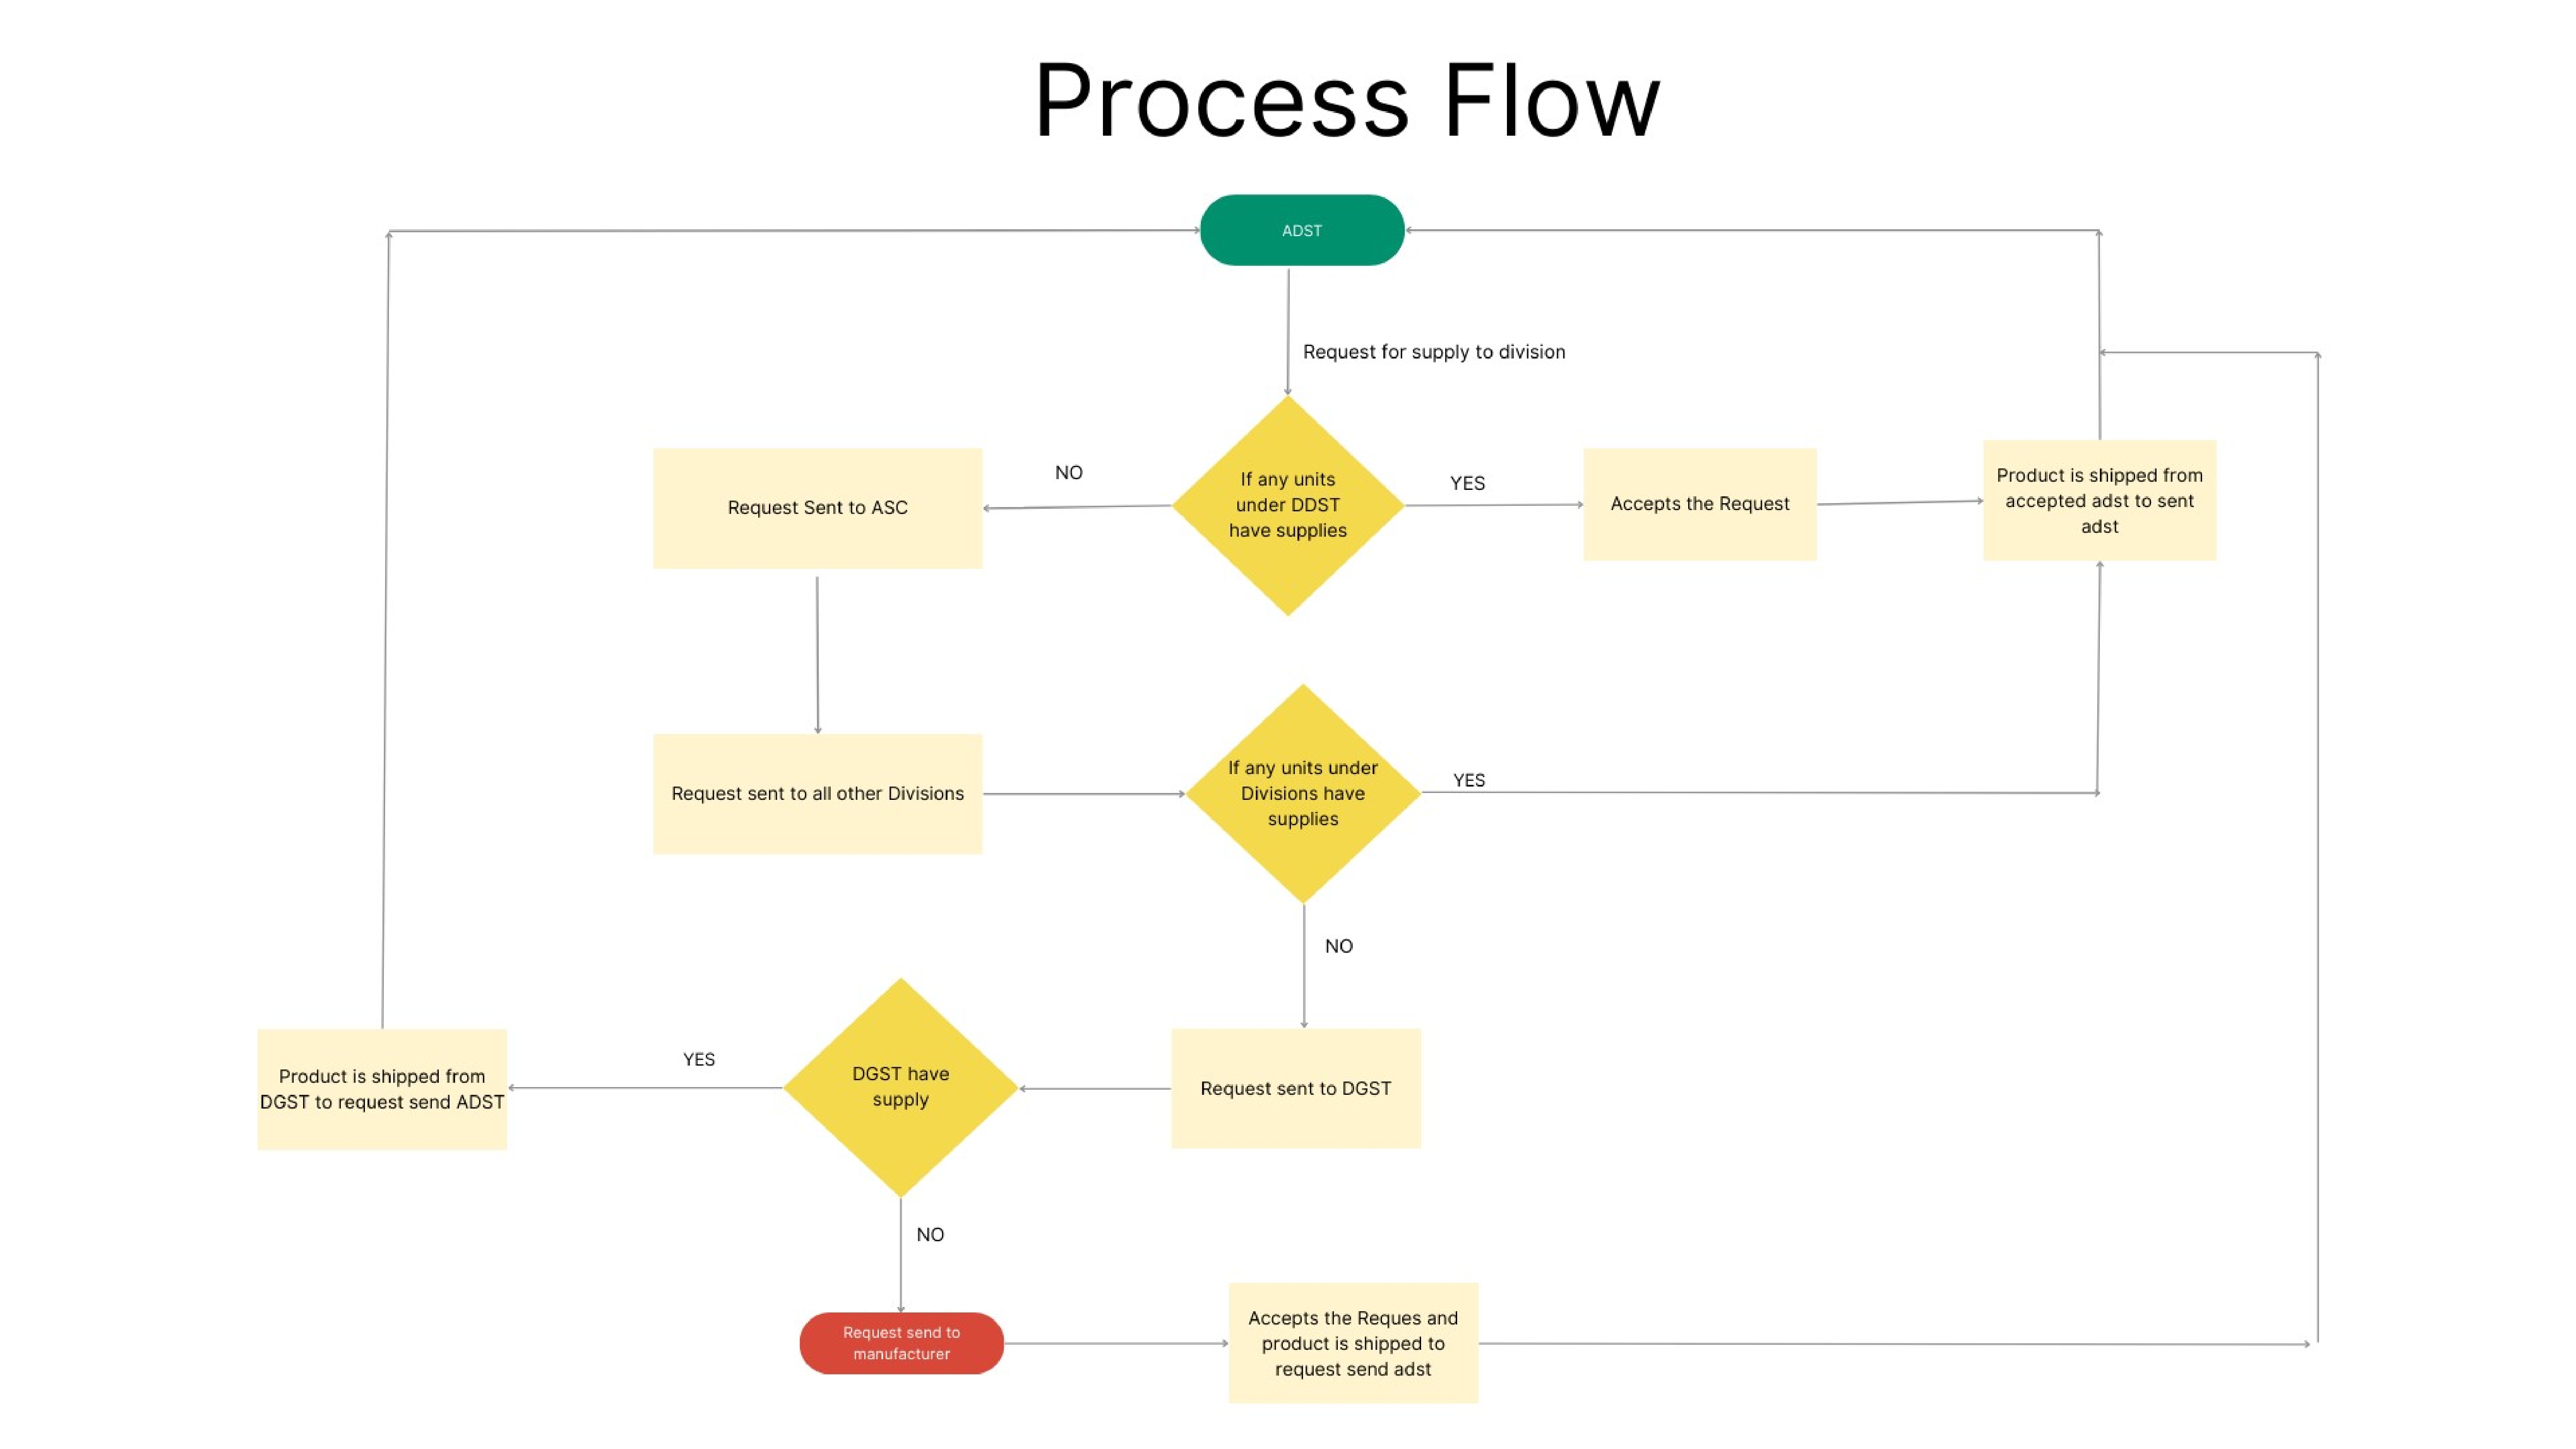 Process Flow
ADST
Request for supply to division
NO
If any units
under DDST
have supplies
YES
Request Sent to ASC
Accepts the Request
Product is shipped from
accepted adst to sent
adst
Request sent to all other Divisions
If any units under
Divisions have
supplies
YES
NO
Product is shipped from
DGST to request send ADST
YES
DGST have
supply
Request sent to DGST
NO
Request send to
manufacturer
Accepts the Reques and
product is shipped to
request send adst